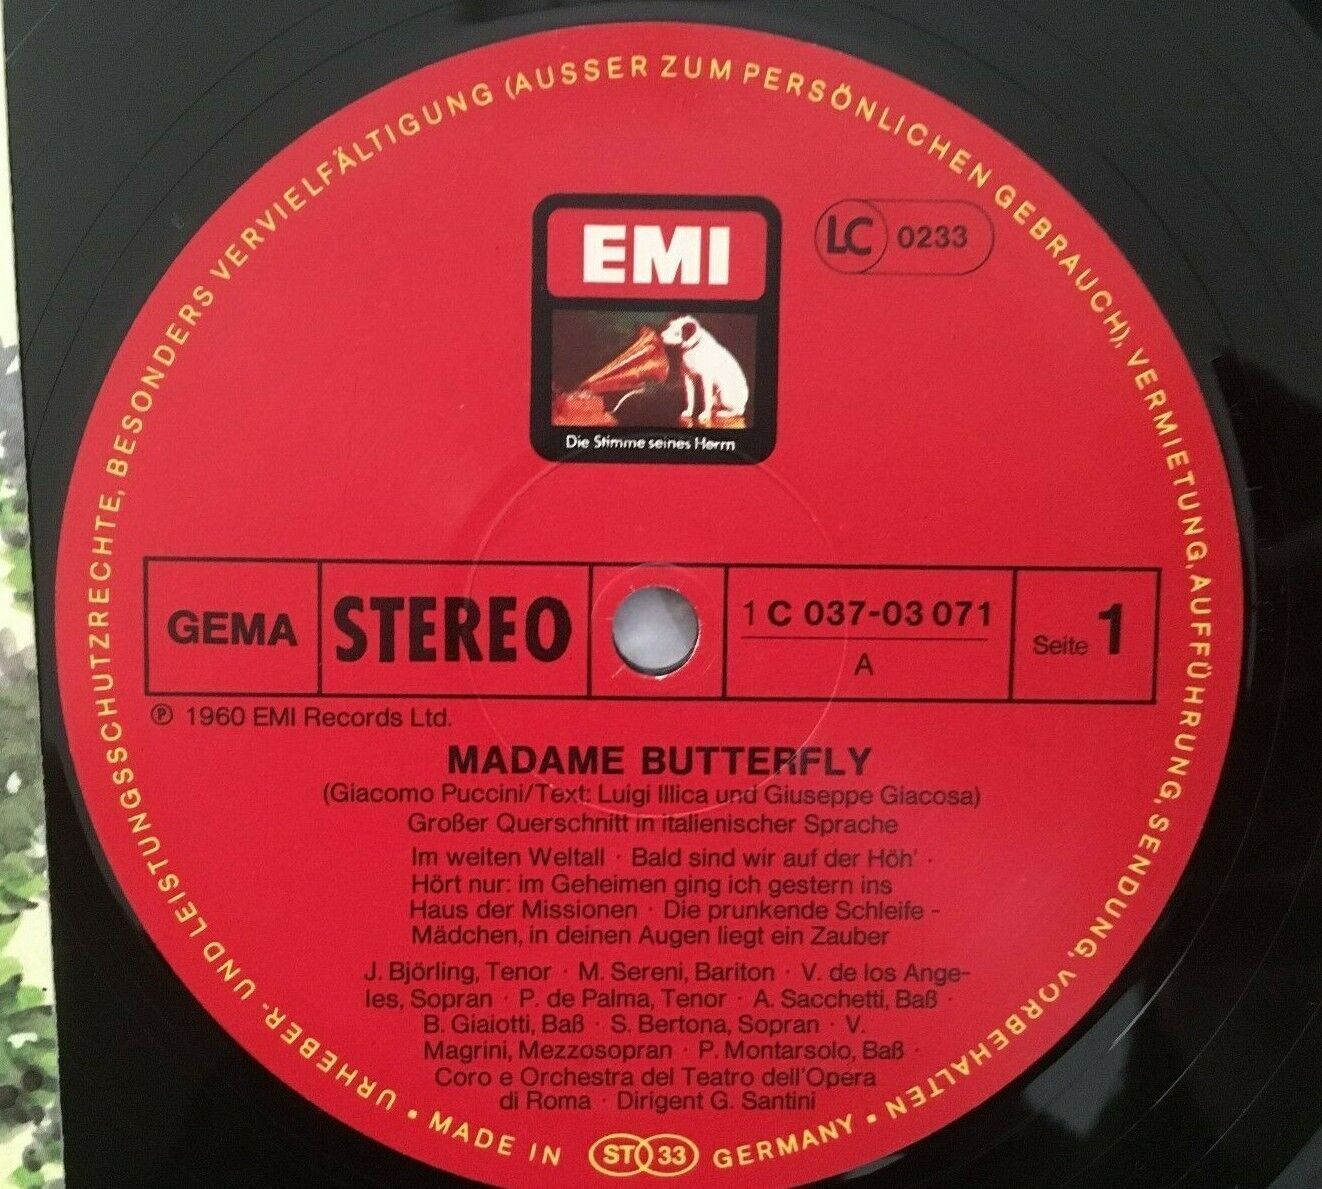 URHEBER- UND LEISTUNGSSCHUTZRECHTE, BESONDERS VERVIELFÄLTIGUNG (AUSSER ZUM PERSÖNLICHEN GEBRAUCH), VERMIETUNG, AUFFÜHRUNG, SENDUNG, VORBEHALTEN •
EMI
LC 0233
Die Stimme seines Herrn
GEMA
STEREO
1 C 037-03 071
A
Seite 1
℗ 1960 EMI Records Ltd.
MADAME BUTTERFLY
(Giacomo Puccini/Text: Luigi Illica und Giuseppe Giacosa)
Großer Querschnitt in italienischer Sprache
Im weiten Weltall · Bald sind wir auf der Höh' ·
Hört nur: im Geheimen ging ich gestern ins
Haus der Missionen · Die prunkende Schleife -
Mädchen, in deinen Augen liegt ein Zauber
J. Björling, Tenor · M. Sereni, Bariton · V. de los Ange-
les, Sopran · P. de Palma, Tenor · A. Sacchetti, Baß ·
B. Giaiotti, Baß · S. Bertona, Sopran · V.
Magrini, Mezzosopran · P. Montarsolo, Baß ·
Coro e Orchestra del Teatro dell'Opera
di Roma · Dirigent G. Santini
• MADE IN ST 33 GERMANY •